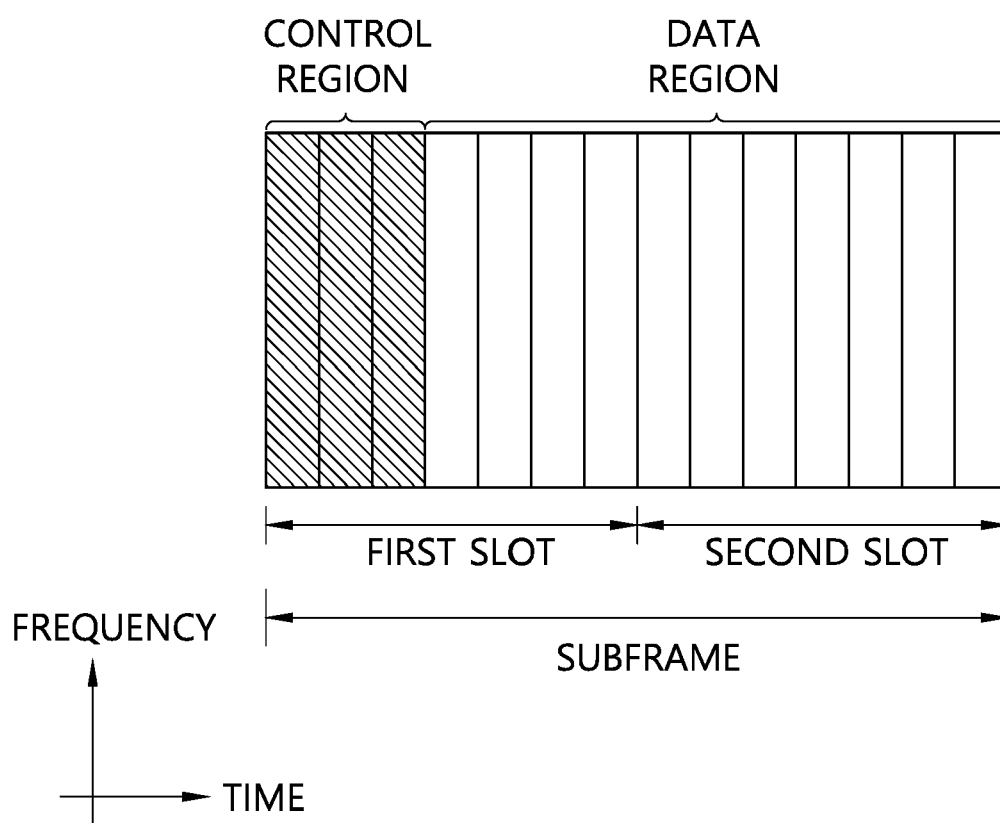 CONTROL
REGION
DATA
REGION
FIRST SLOT
SECOND SLOT
SUBFRAME
FREQUENCY
TIME